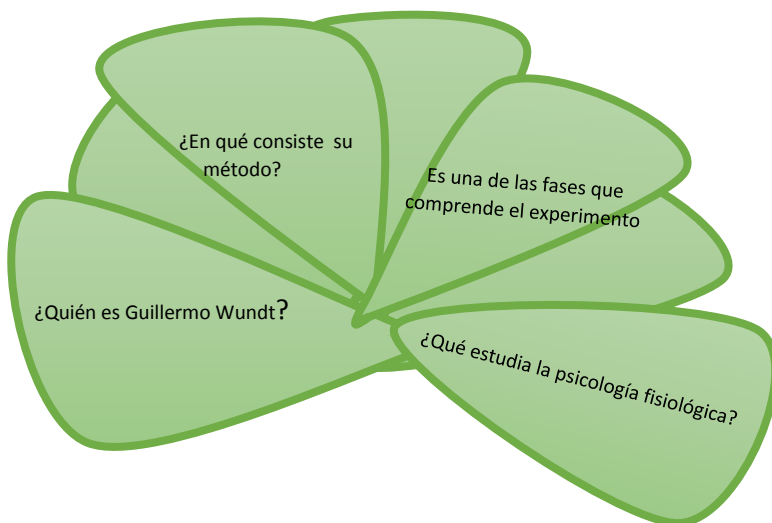 ¿En qué consiste su
método?
Es una de las fases que
comprende el experimento
¿Quién es Guillermo Wundt?
¿Qué estudia la psicología fisiológica?